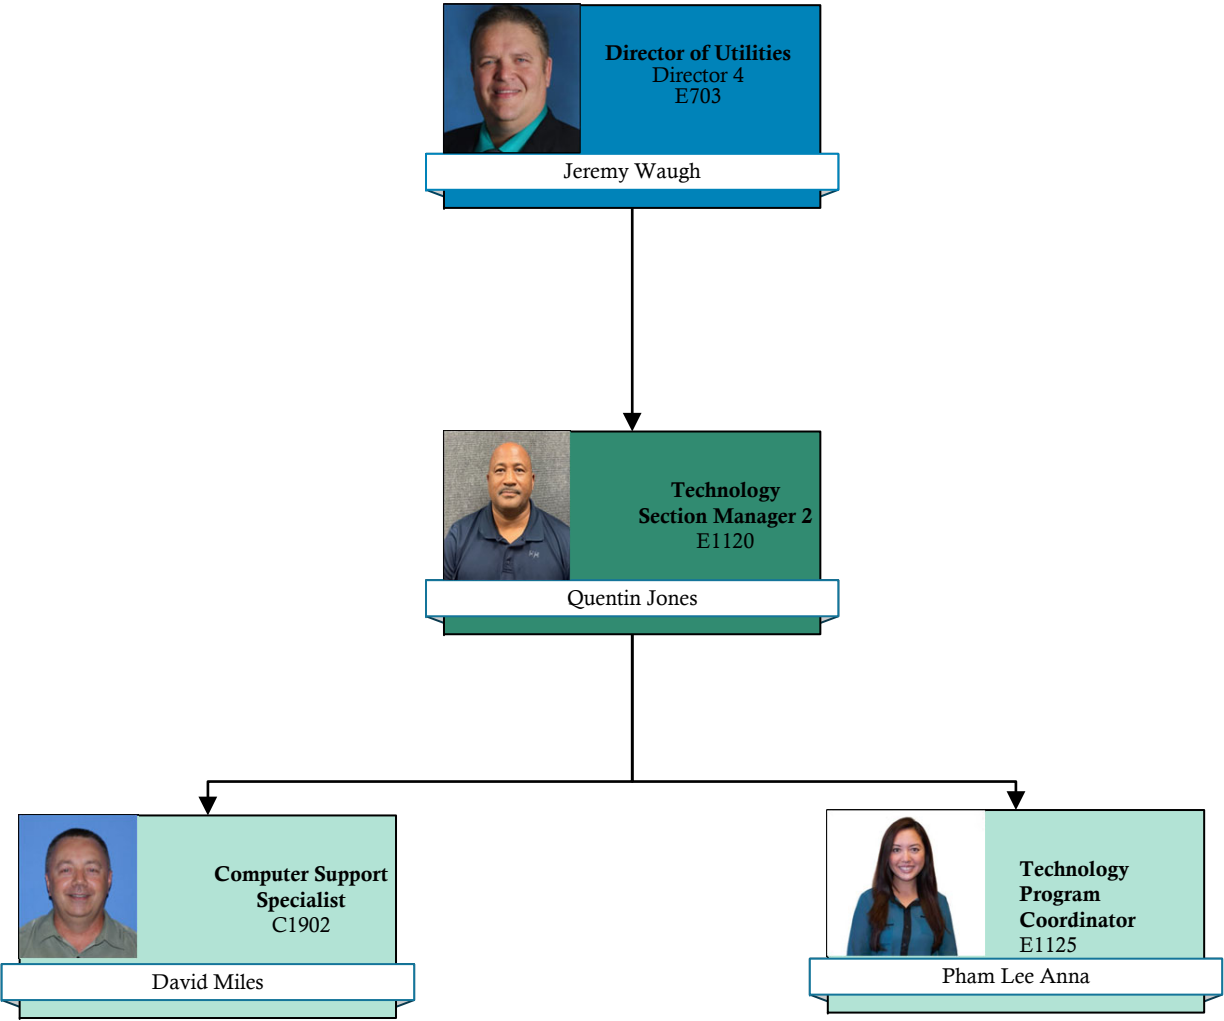 Director of Utilities
Director 4
E703
Jeremy Waugh
Technology
Section Manager 2
E1120
Quentin Jones
Computer Support
Specialist
C1902
David Miles
Technology
Program
Coordinator
E1125
Pham Lee Anna